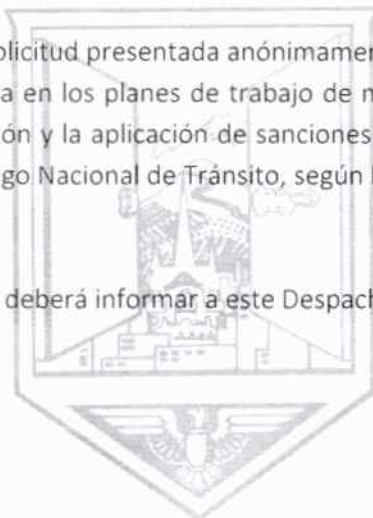 olicitud presentada anónimamen
a en los planes de trabajo de m
ón y la aplicación de sanciones
go Nacional de Tránsito, según l
deberá informar a este Despach